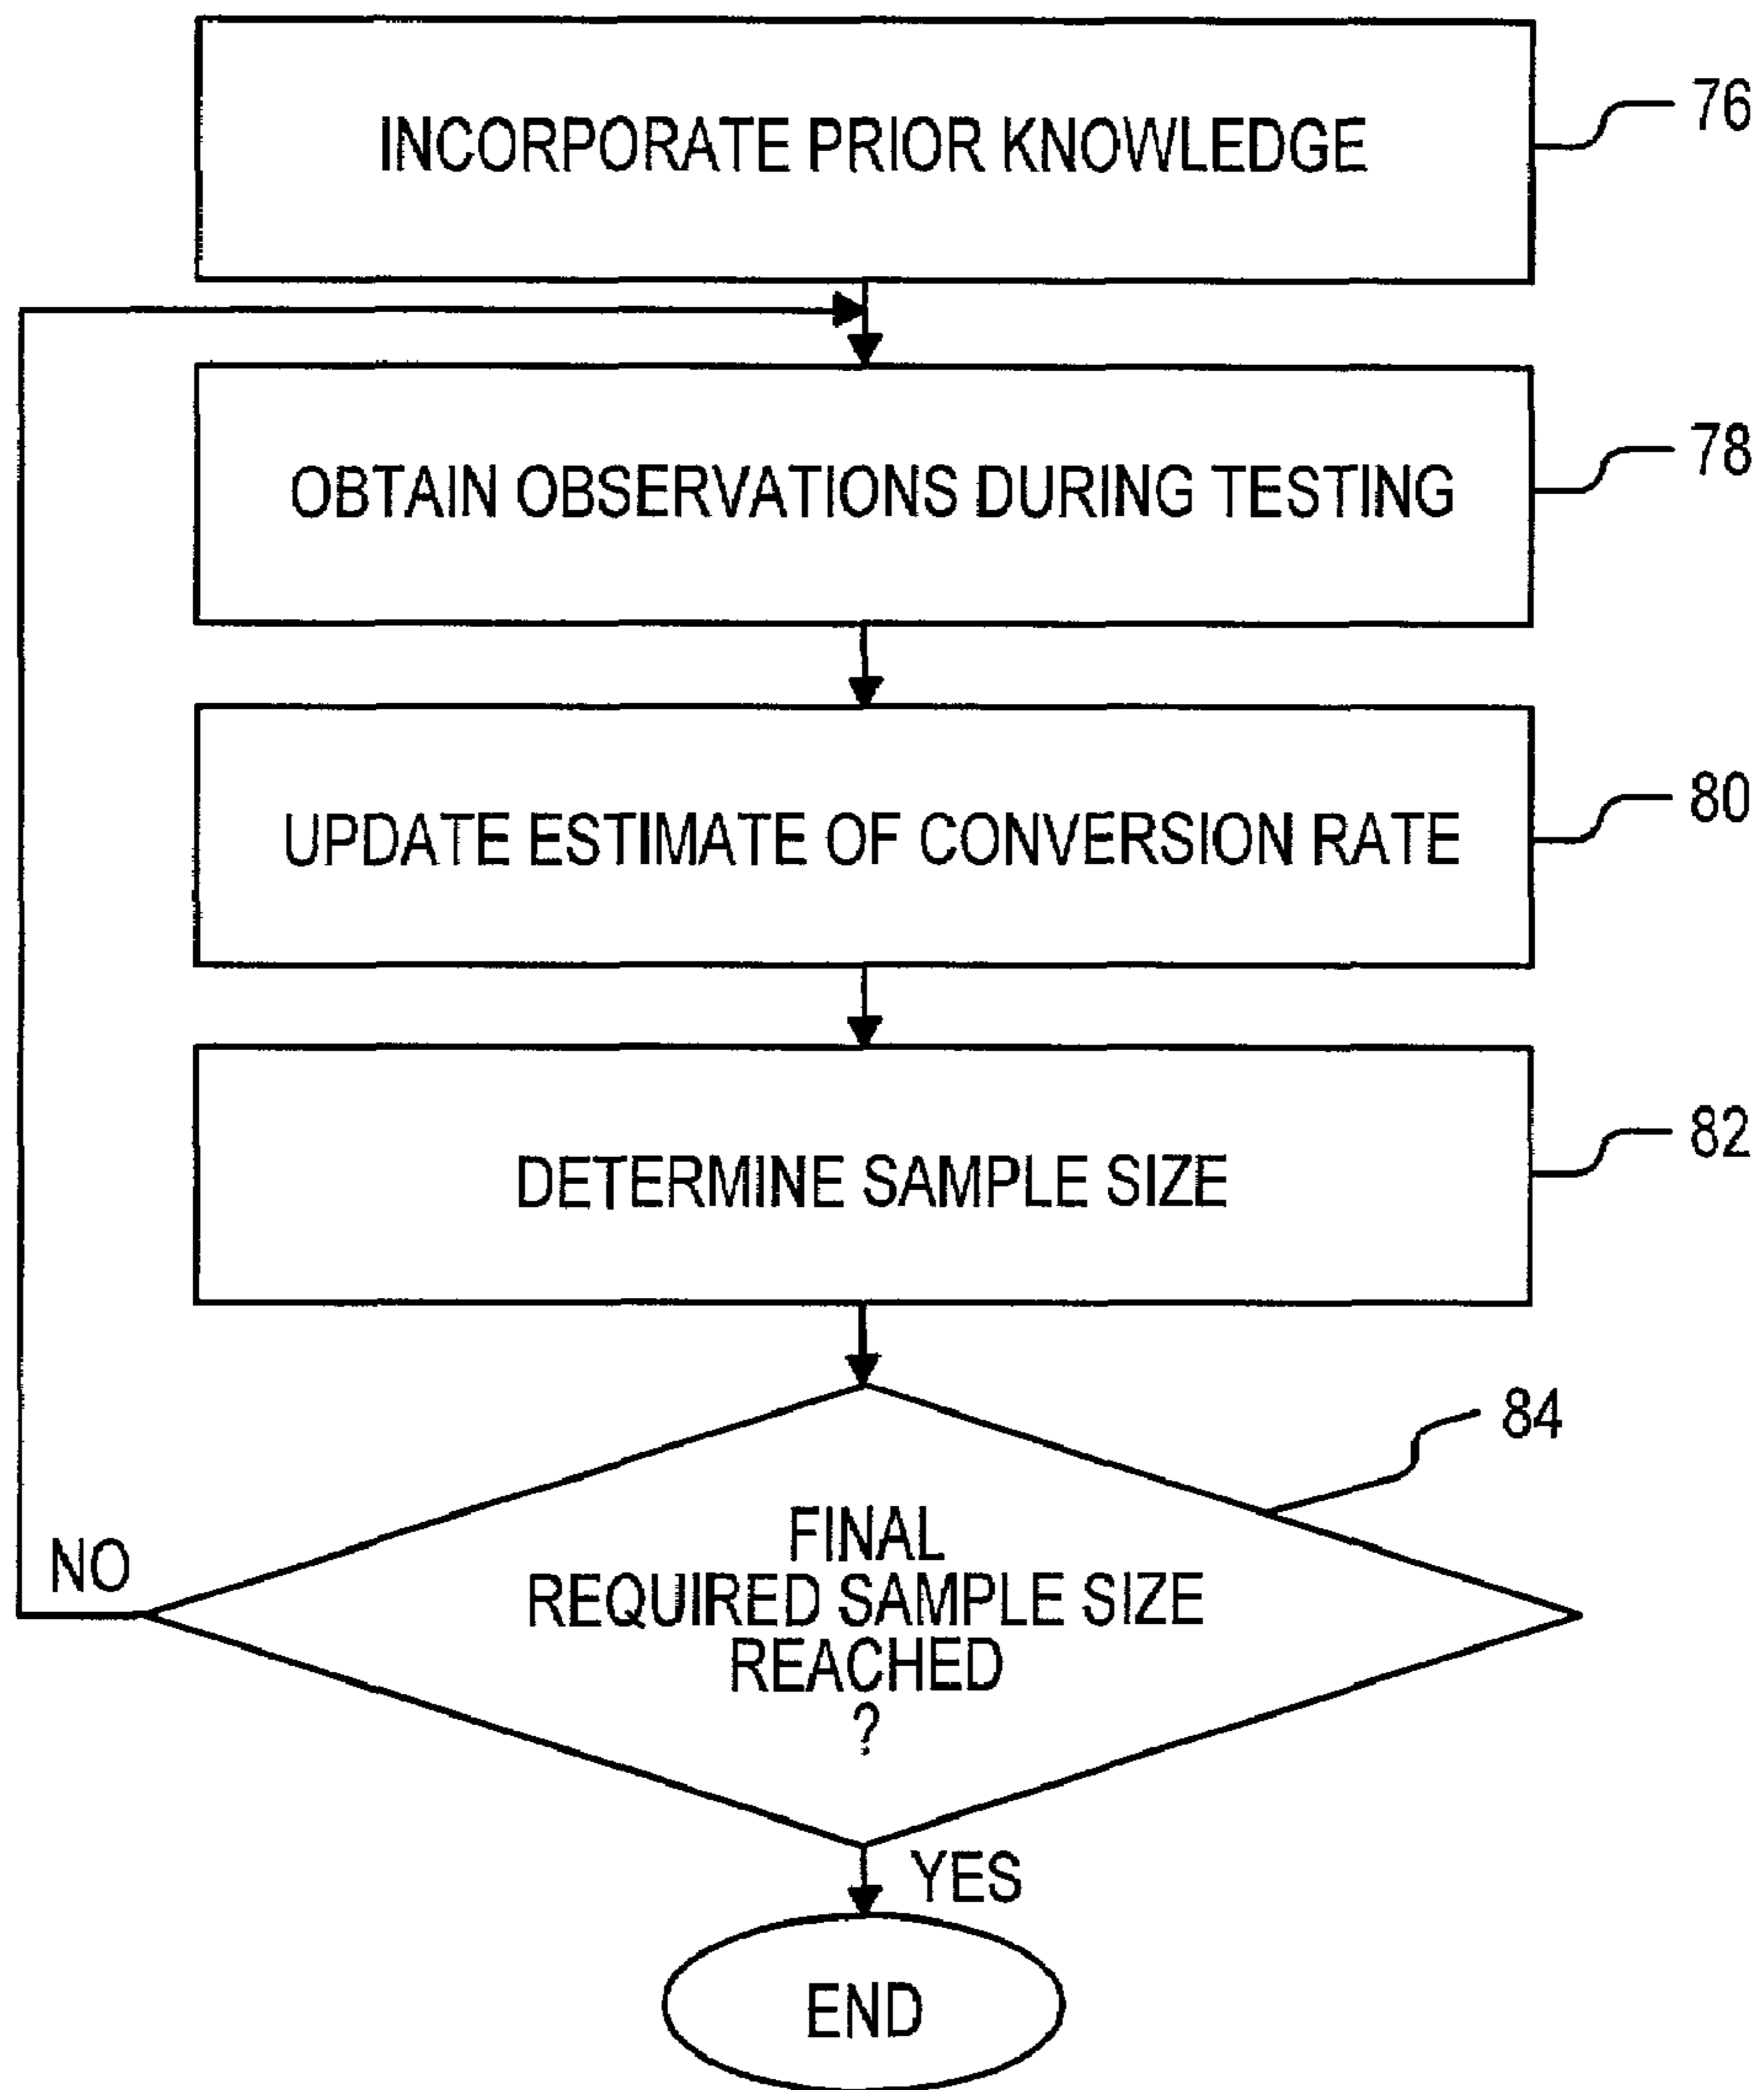 INCORPORATE PRIOR KNOWLEDGE
76
OBTAIN OBSERVATIONS DURING TESTING
78
UPDATE ESTIMATE OF CONVERSION RATE
80
DETERMINE SAMPLE SIZE
82
84
FINAL
REQUIRED SAMPLE SIZE
REACHED
?
NO
YES
END